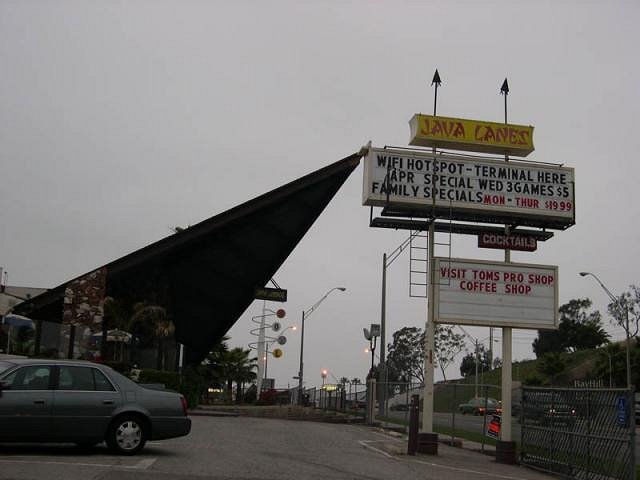 JAVA LANES
WIFI HOTSPOT-TERMINAL HERE
APR SPECIAL WED 3GAMES $5
FAMILY SPECIALS MON - THUR $19.99
COCKTAILS
VISIT TOMS PRO SHOP
COFFEE SHOP
BayHill